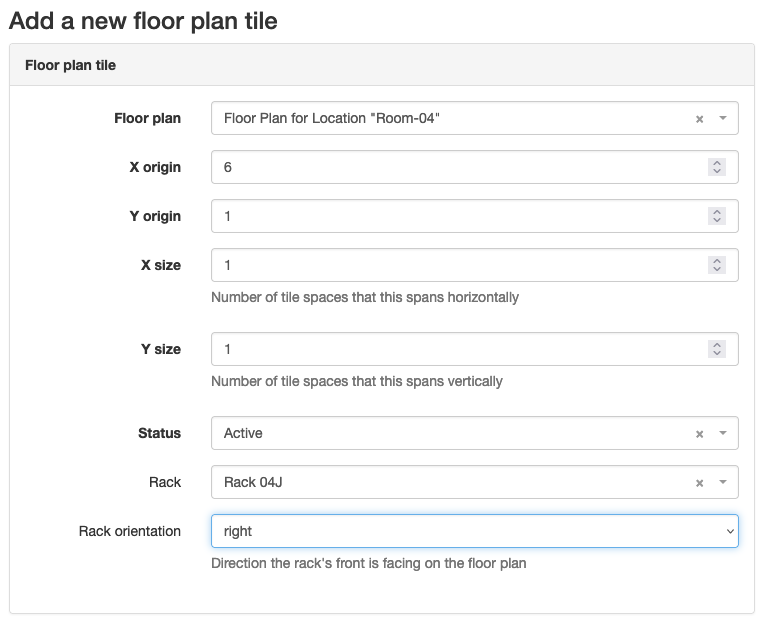 Add a new floor plan tile
Floor plan tile
Floor plan
Floor Plan for Location "Room-04"
X origin
6
Y origin
1
X size
1
Number of tile spaces that this spans horizontally
Y size
1
Number of tile spaces that this spans vertically
Status
Active
Rack
Rack 04J
Rack orientation
right
Direction the rack's front is facing on the floor plan